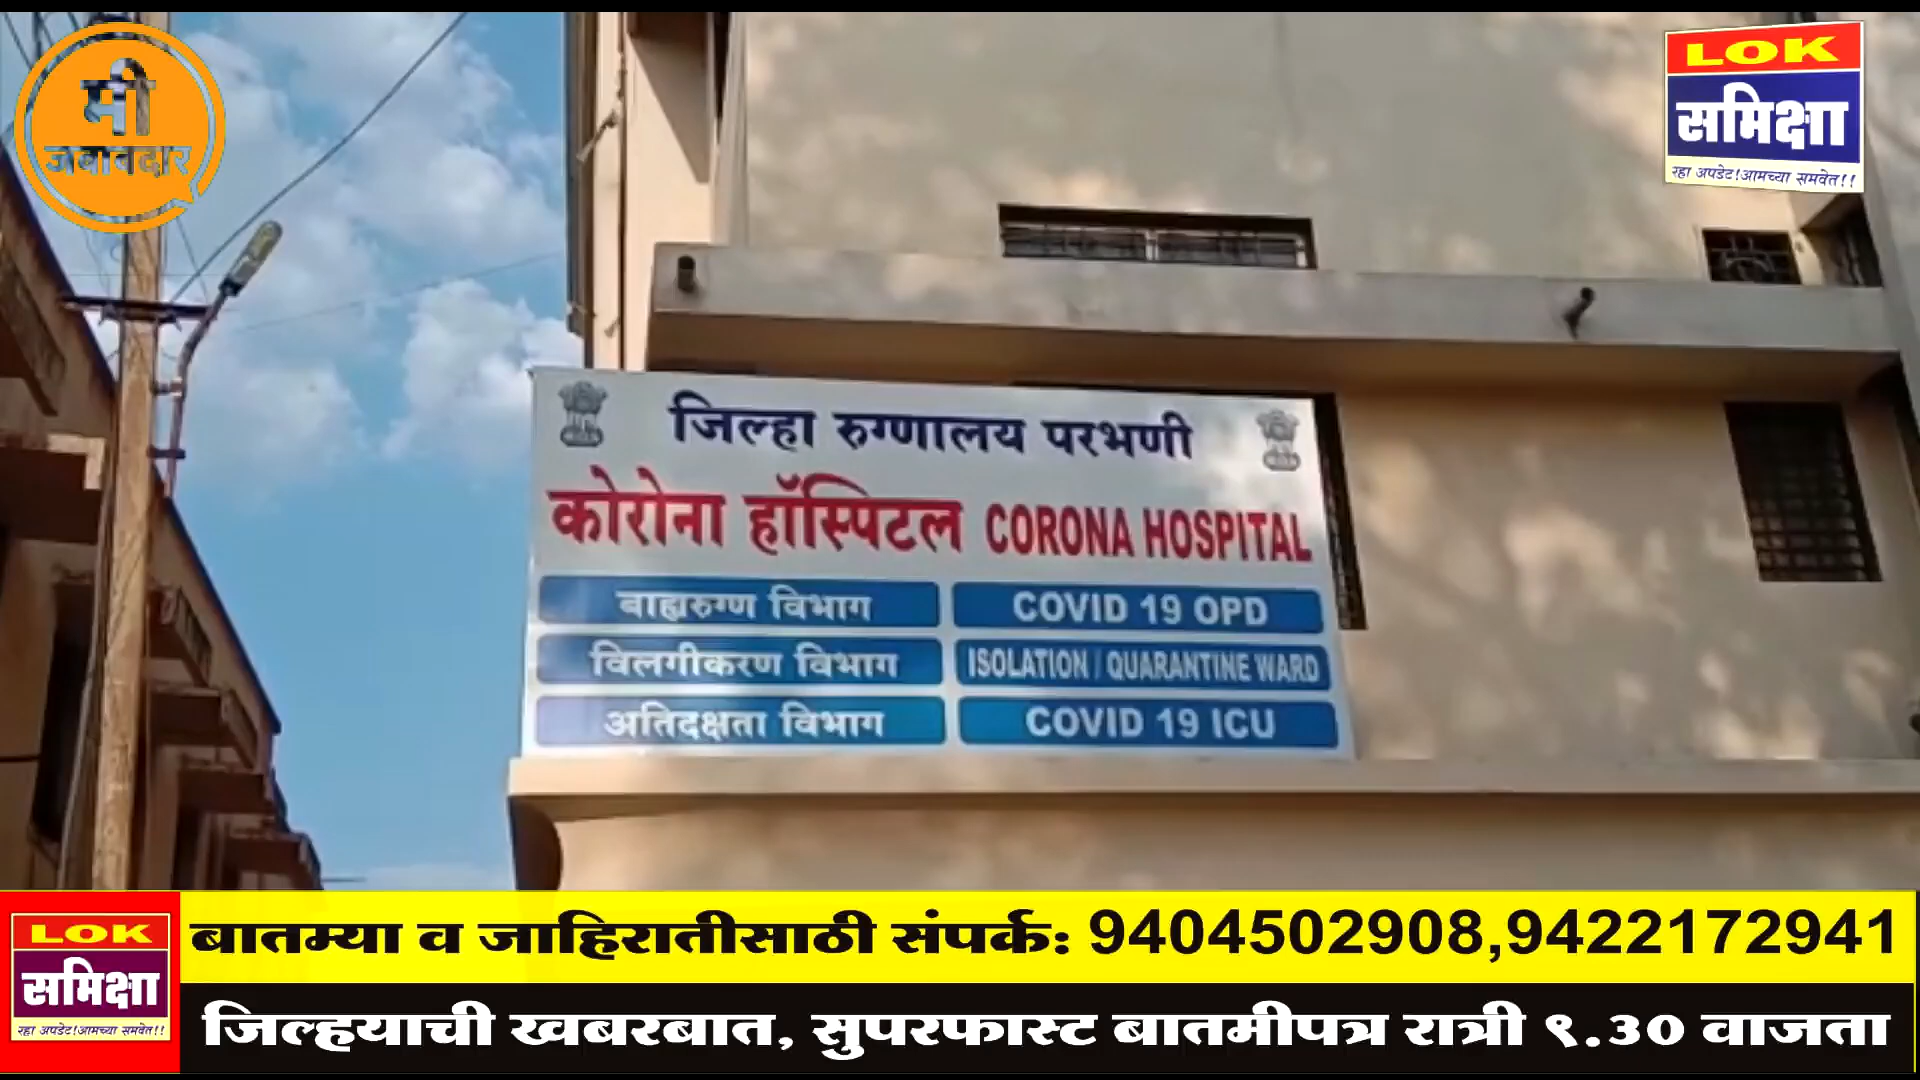 मी
जबाबदार
LOK
समिक्षा
रहा अपडेट!आमच्या समवेत!!
जिल्हा रुग्णालय परभणी
कोरोना हॉस्पिटल CORONA HOSPITAL
बाह्यरुग्ण विभाग COVID 19 OPD
विलगीकरण विभाग ISOLATION / QUARANTINE WARD
अतिदक्षता विभाग COVID 19 ICU
LOK
समिक्षा
रहा अपडेट!आमच्या समवेत!!
बातम्या व जाहिरातीसाठी संपर्क: 9404502908,9422172941
जिल्हयाची खबरबात, सुपरफास्ट बातमीपत्र रात्री ९.30 वाजता